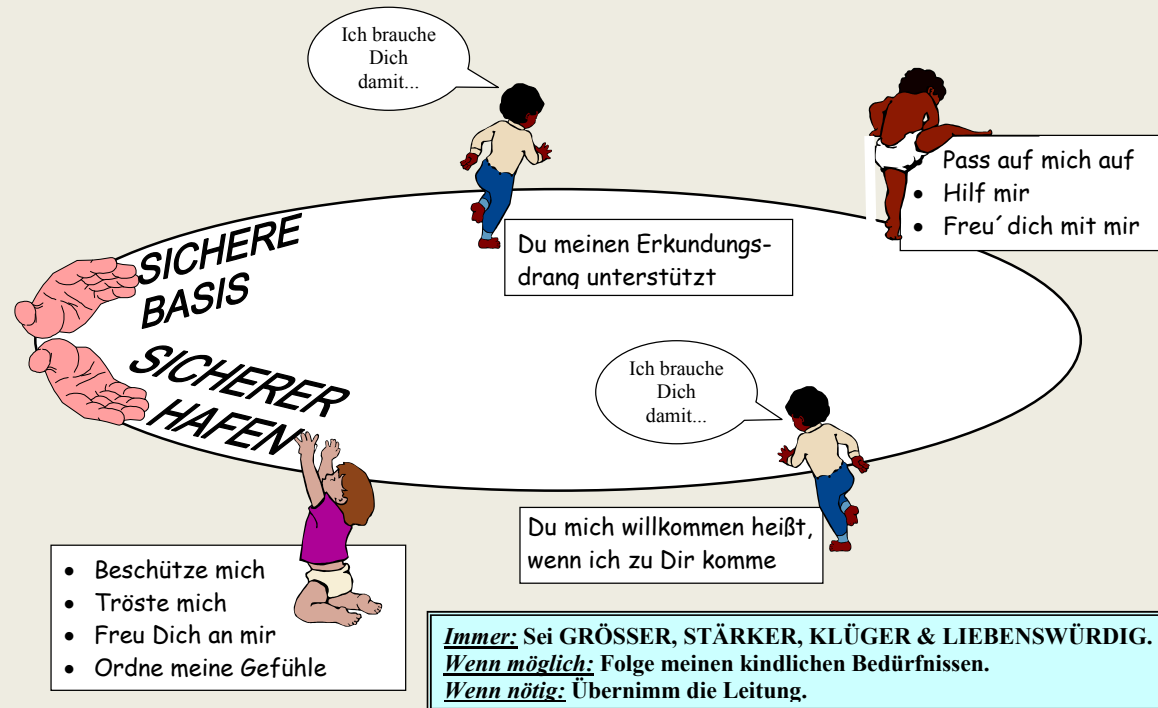 Ich brauche
Dich
damit...
Pass auf mich auf
• Hilf mir
• Freu´ dich mit mir
SICHERE
BASIS
Du meinen Erkundungs-
drang unterstützt
SICHERER
HAFEN
Ich brauche
Dich
damit...
Du mich willkommen heißt,
wenn ich zu Dir komme
• Beschütze mich
• Tröste mich
• Freu Dich an mir
• Ordne meine Gefühle
Immer: Sei GRÖSSER, STÄRKER, KLÜGER & LIEBENSWÜRDIG.
Wenn möglich: Folge meinen kindlichen Bedürfnissen.
Wenn nötig: Übernimm die Leitung.